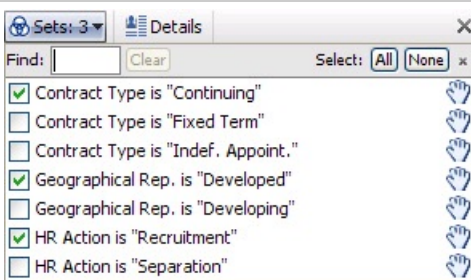 Sets: 3 Details
Find: Clear Select: All None
Contract Type is "Continuing"
Contract Type is "Fixed Term"
Contract Type is "Indef. Appoint."
Geographical Rep. is "Developed"
Geographical Rep. is "Developing"
HR Action is "Recruitment"
HR Action is "Separation"